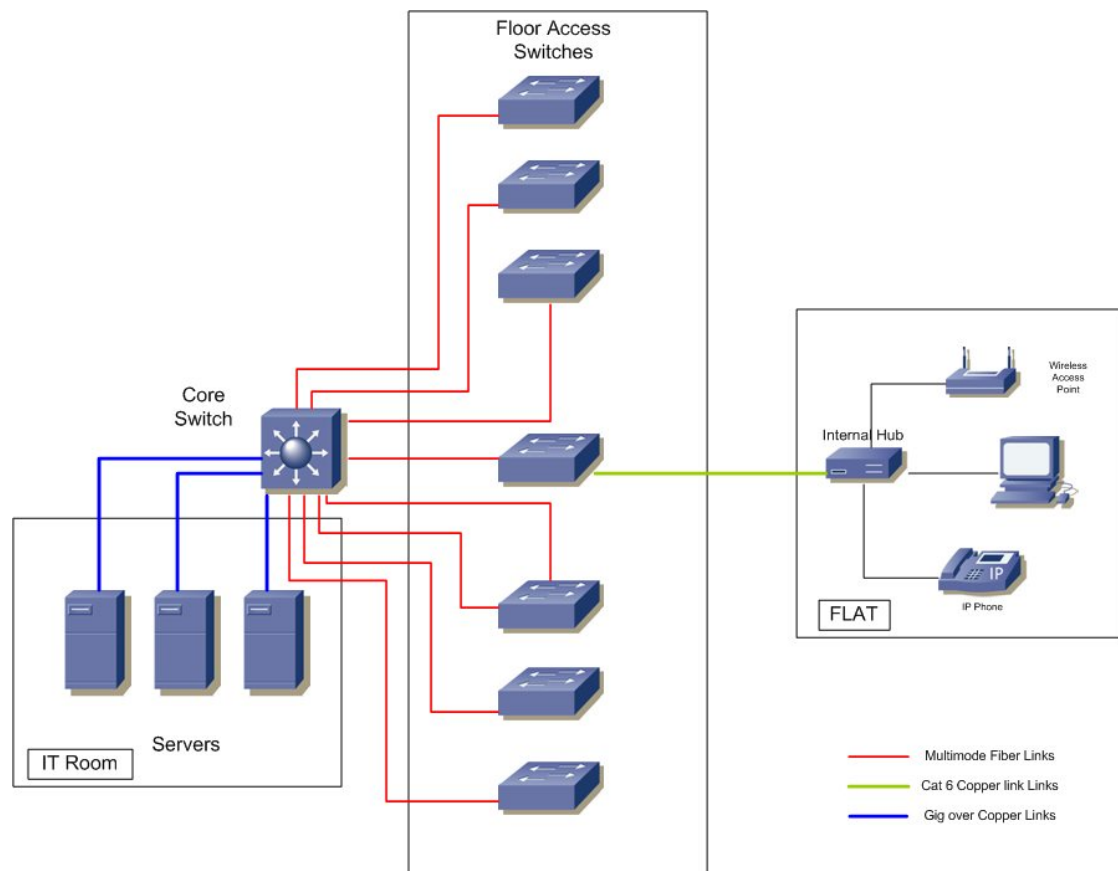 Floor Access
Switches
Core
Switch
Servers
IT Room
Internal Hub
Wireless
Access
Point
IP
IP Phone
FLAT
Multimode Fiber Links
Cat 6 Copper link Links
Gig over Copper Links